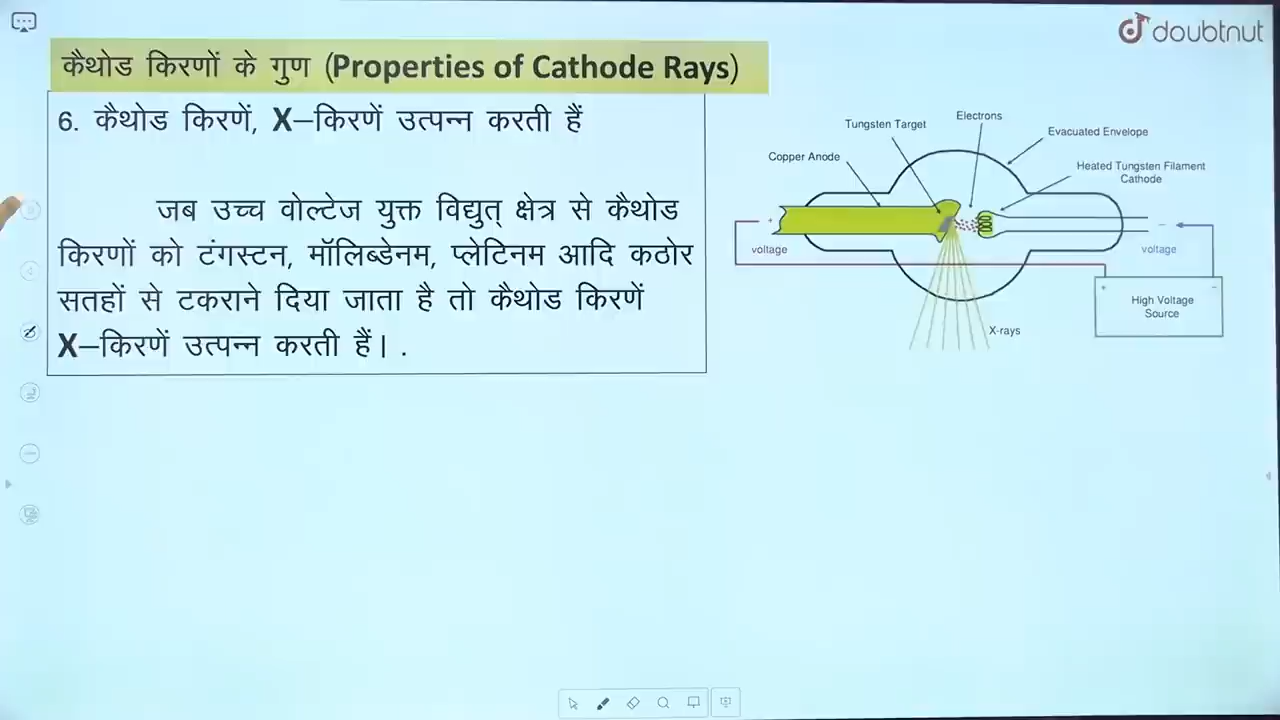 doubtnut
कैथोड किरणों के गुण (Properties of Cathode Rays)
6. कैथोड किरणें, X–किरणें उत्पन्न करती हैं
जब उच्च वोल्टेज युक्त विद्युत् क्षेत्र से कैथोड
किरणों को टंगस्टन, मॉलिब्डेनम, प्लेटिनम आदि कठोर
सतहों से टकराने दिया जाता है तो कैथोड किरणें
X–किरणें उत्पन्न करती हैं। .
Electrons
Tungsten Target
Evacuated Envelope
Copper Anode
Heated Tungsten Filament
Cathode
+
–
voltage
voltage
+
–
High Voltage
Source
X-rays